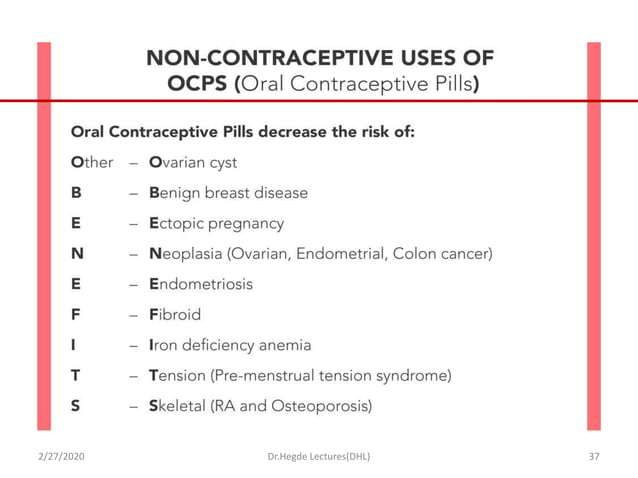 NON-CONTRACEPTIVE USES OF
OCPS (Oral Contraceptive Pills)
Oral Contraceptive Pills decrease the risk of:
Other – Ovarian cyst
B – Benign breast disease
E – Ectopic pregnancy
N – Neoplasia (Ovarian, Endometrial, Colon cancer)
E – Endometriosis
F – Fibroid
I – Iron deficiency anemia
T – Tension (Pre-menstrual tension syndrome)
S – Skeletal (RA and Osteoporosis)
2/27/2020 Dr.Hegde Lectures(DHL) 37